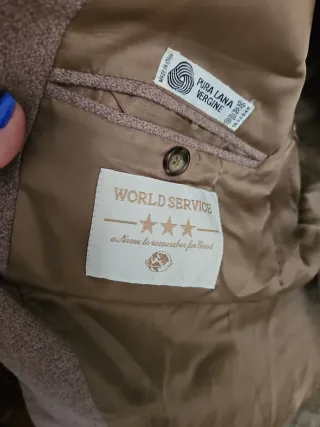 MADE IN ITALY
PURA LANA
VERGINE
WORLD SERVICE
a Name to remember for Good